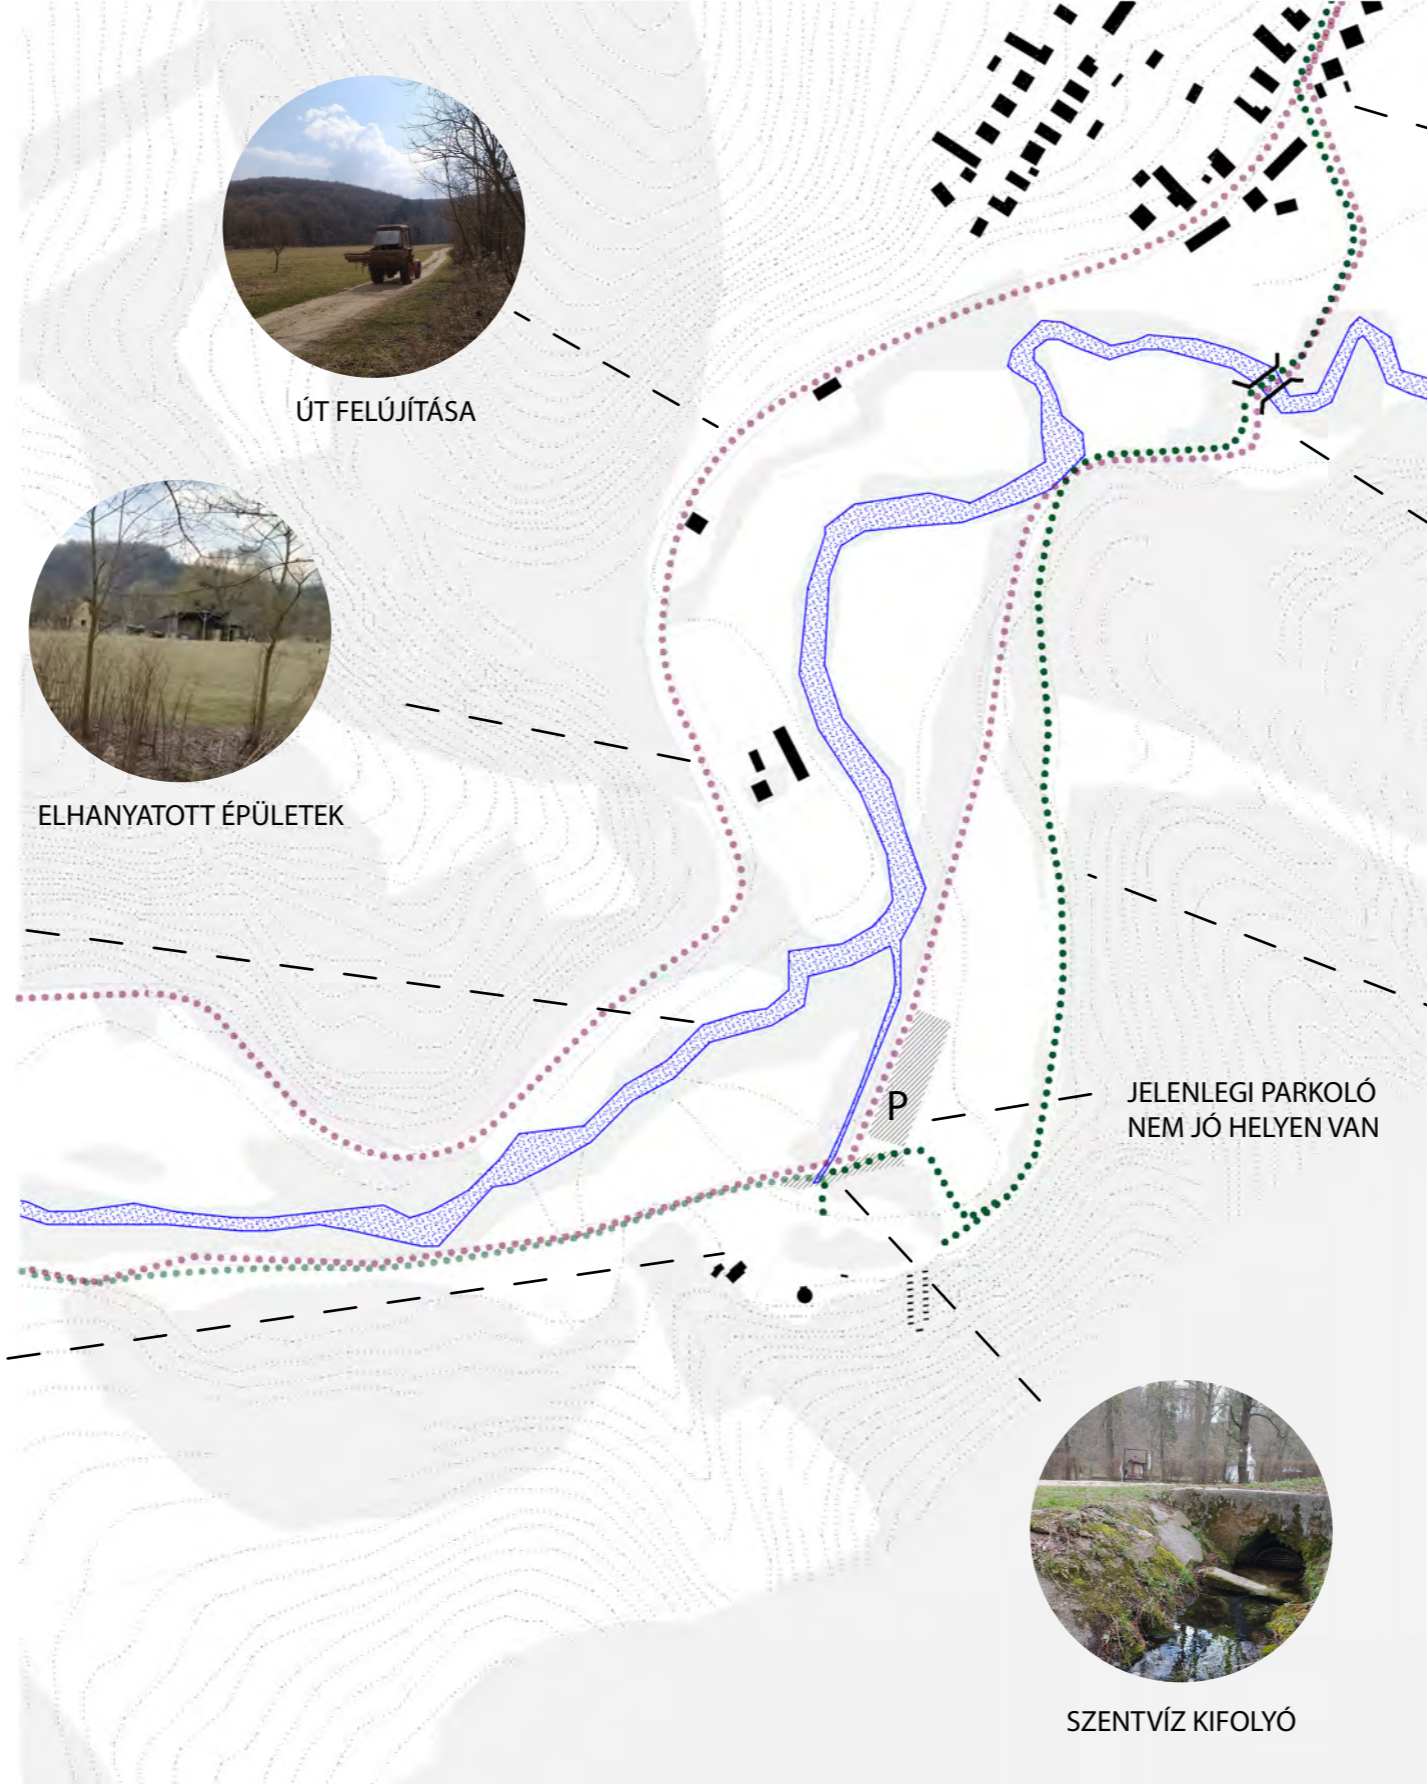 ÚT FELÚJÍTÁSA
ELHANYATOTT ÉPÜLETEK
P
JELENLEGI PARKOLÓ
NEM JÓ HELYEN VAN
SZENTVÍZ KIFOLYÓ